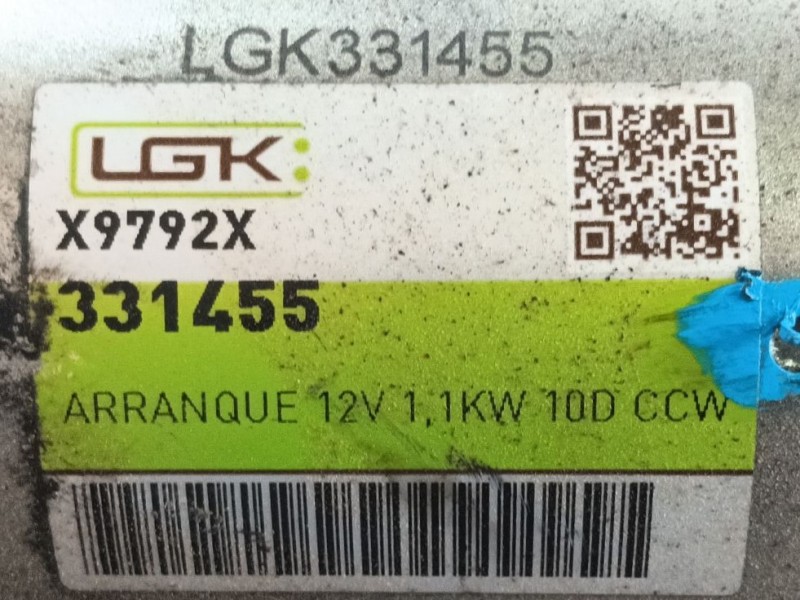 LGK331455
LGK
X9792X
331455
ARRANQUE 12V 1,1KW 10D CCW